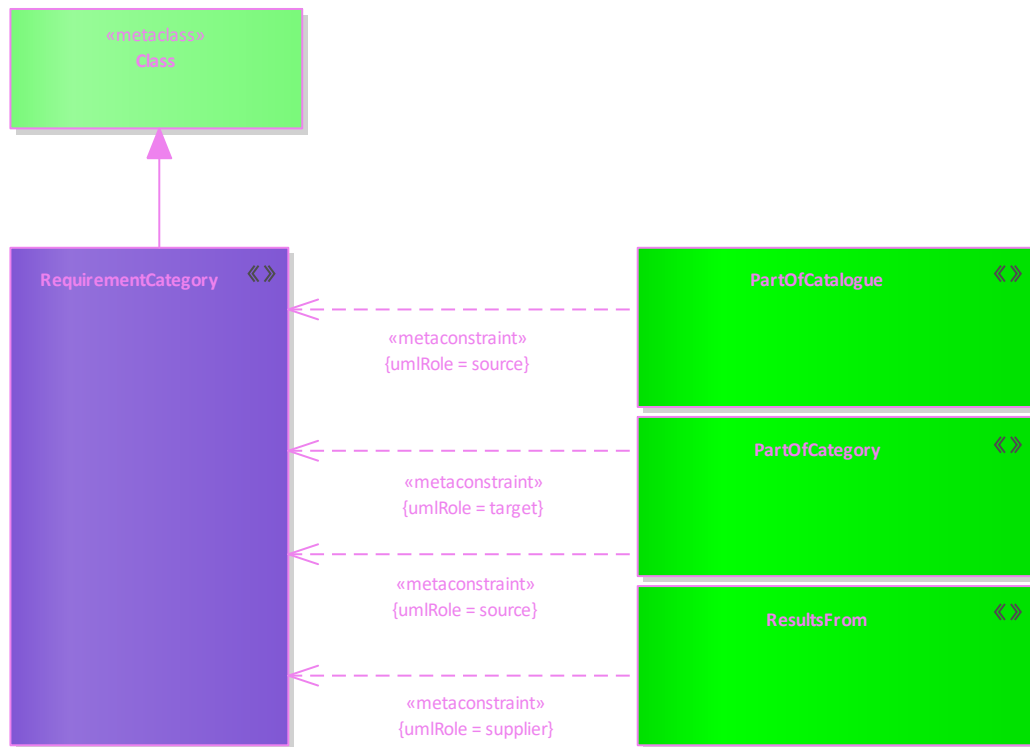 «metaclass»
Class
RequirementCategory
PartOfCatalogue
«metaconstraint»
{umlRole = source}
PartOfCategory
«metaconstraint»
{umlRole = target}
«metaconstraint»
{umlRole = source}
ResultsFrom
«metaconstraint»
{umlRole = supplier}